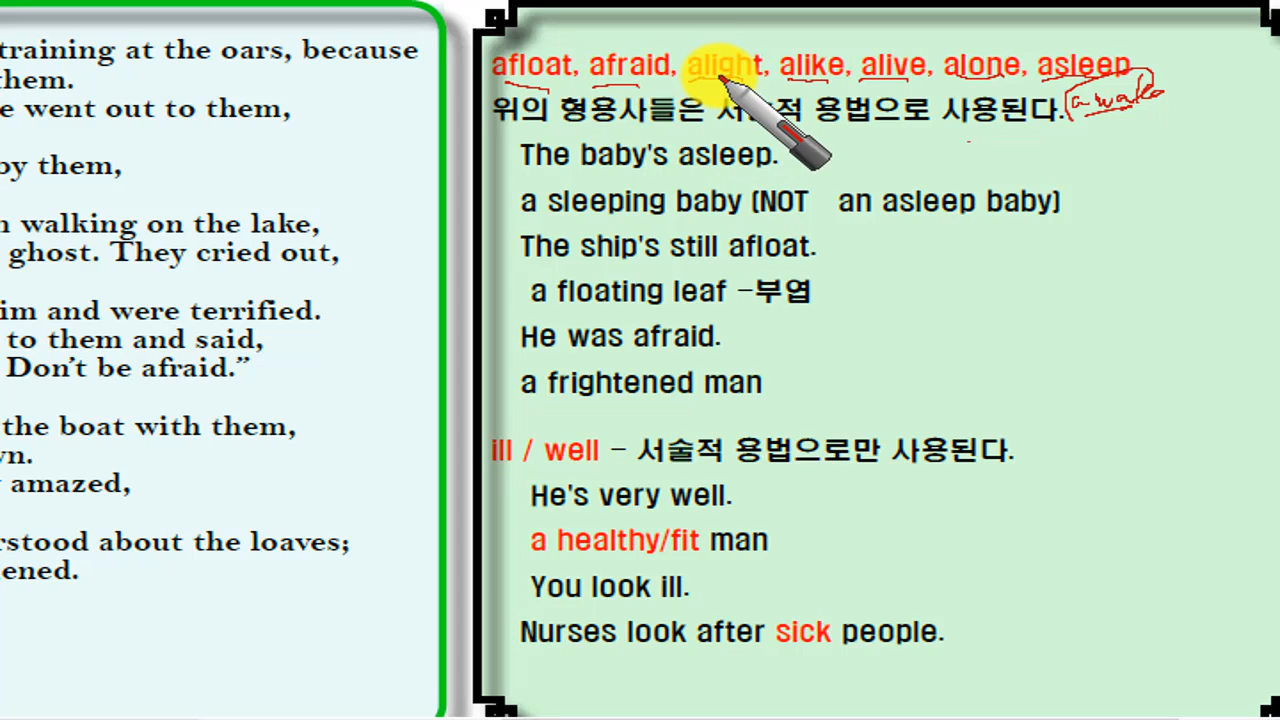 training at the oars, because
them.
e went out to them,
by them,
n walking on the lake,
ghost. They cried out,
im and were terrified.
to them and said,
Don't be afraid.”
the boat with them,
wn.
amazed,
rstood about the loaves;
ened.
afloat, afraid, alight, alike, alive, alone, asleep
awake
위의 형용사들은 서술적 용법으로 사용된다.
The baby's asleep.
a sleeping baby (NOT an asleep baby)
The ship's still afloat.
a floating leaf -부엽
He was afraid.
a frightened man
ill / well - 서술적 용법으로만 사용된다.
He's very well.
a healthy/fit man
You look ill.
Nurses look after sick people.